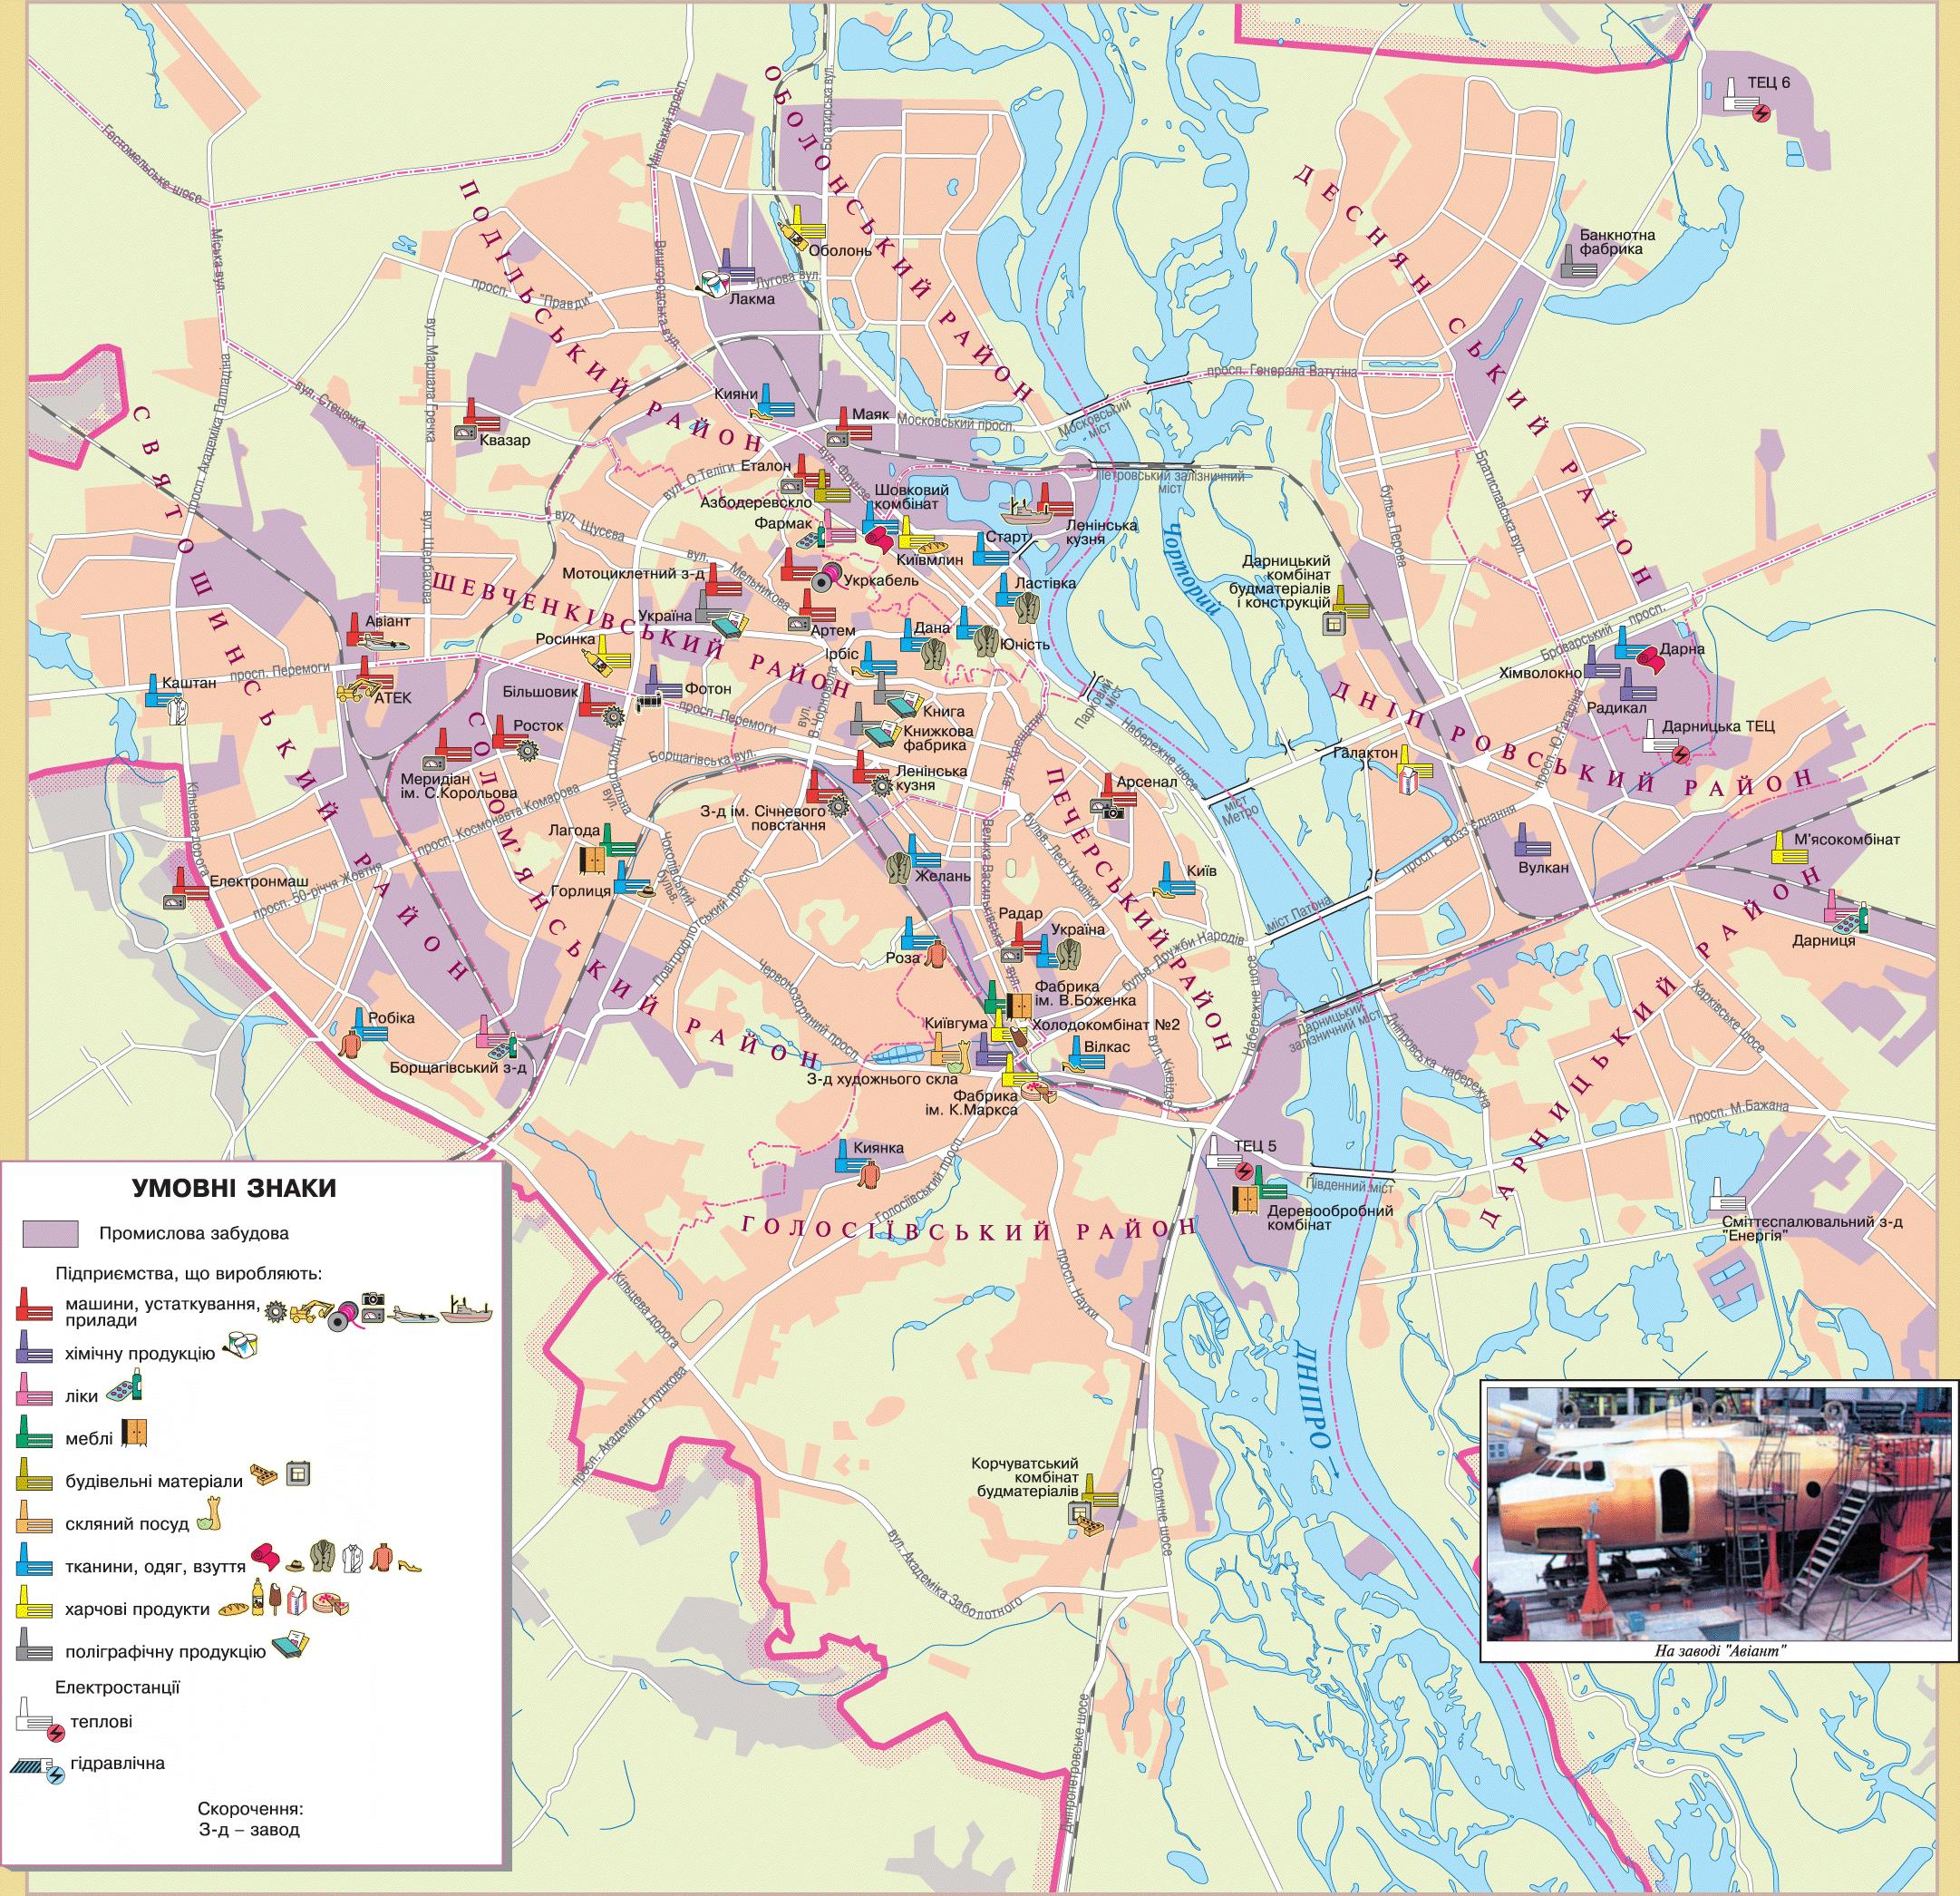 ТЕЦ 6
ОБОЛОНСЬКИЙ РАЙОН
ПОДІЛЬСЬКИЙ РАЙОН
ДЕСНЯНСЬКИЙ РАЙОН
СВЯТОШИНСЬКИЙ РАЙОН
ШЕВЧЕНКІВСЬКИЙ РАЙОН
СОЛОМ'ЯНСЬКИЙ РАЙОН
ПЕЧЕРСЬКИЙ РАЙОН
ДНІПРОВСЬКИЙ РАЙОН
ДАРНИЦЬКИЙ РАЙОН
ГОЛОСІЇВСЬКИЙ РАЙОН
Гостомельське шосе
Міська вул.
Мінський просп.
Богатирська вул.
Вишгородська вул.
Лугова вул.
просп. "Правди"
вул. Маршала Гречка
вул. Стеценка
просп. Академіка Палладіна
вул. Щербакова
вул. Щусєва
вул. О.Теліги
вул. Фрунзе
вул. Мельникова
Московський просп.
Московський міст
просп. Генерала Ватутіна
Петровський залізничний міст
Братиславська вул.
бульв. Перова
Броварський просп.
просп. Ю.Гагаріна
просп. Возз'єднання
Харківське шосе
просп. М.Бажана
Дніпровська набережна
Дарницький залізничний міст
міст Патона
міст Метро
Парковий міст
Набережне шосе
Набережне шосе
Південний міст
просп. Перемоги
просп. Перемоги
Борщагівська вул.
вул. В.Чорновола
вул. Хрещатик
Велика Васильківська вул.
бульв. Лесі Українки
бульв. Дружби Народів
вул. Кіквідзе
Індустріальна вул.
просп. Космонавта Комарова
просп. 50-річчя Жовтня
Кільцева дорога
Чоколівський бульв.
Повітрофлотський просп.
Червонозоряний просп.
Голосіївський просп.
просп. Науки
Кільцева дорога
просп. Академіка Глушкова
вул. Академіка Заболотного
Столичне шосе
Дніпропетровське шосе
Чорторий
ДНІПРО
Банкнотна
фабрика
Оболонь
Лакма
Кияни
Маяк
Квазар
Еталон
Азбодеревскло
Шовковий
комбінат
Фармак
Київмлин
Старт
Ленінська
кузня
Ластівка
Укркабель
Мотоциклетний з-д
Україна
Артем
Дана
Юність
Ірбіс
Росинка
Авіант
АТЕК
Каштан
Більшовик
Фотон
Росток
Книга
Книжкова
фабрика
Меридіан
ім. С.Корольова
Ленінська
кузня
З-д ім. Січневого
повстання
Арсенал
Лагода
Горлиця
Електронмаш
Желань
Київ
Радар
Україна
Роза
Фабрика
ім. В.Боженка
Київгума
Холодокомбінат №2
Вілкас
З-д художнього скла
Фабрика
ім. К.Маркса
Робіка
Борщагівський з-д
Киянка
ТЕЦ 5
Деревообробний
комбінат
Корчуватський
комбінат
будматеріалів
Дарницький
комбінат
будматеріалів
і конструкцій
Дарна
Хімволокно
Радикал
Дарницька ТЕЦ
Галактон
Вулкан
М'ясокомбінат
Дарниця
Сміттєспалювальний з-д
"Енергія"
На заводі "Авіант"
УМОВНІ ЗНАКИ
Промислова забудова
Підприємства, що виробляють:
машини, устаткування,
прилади
хімічну продукцію
ліки
меблі
будівельні матеріали
скляний посуд
тканини, одяг, взуття
харчові продукти
поліграфічну продукцію
Електростанції
теплові
гідравлічна
Скорочення:
З-д – завод